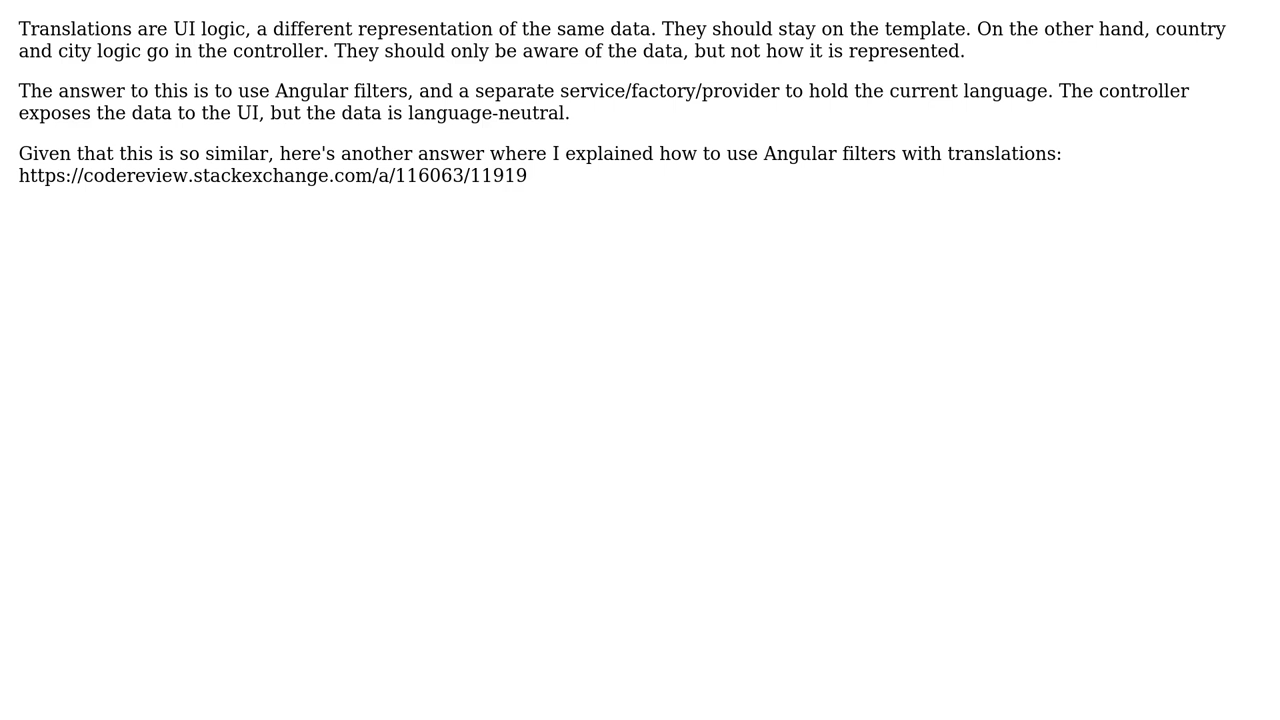 Translations are UI logic, a different representation of the same data. They should stay on the template. On the other hand, country
and city logic go in the controller. They should only be aware of the data, but not how it is represented.
The answer to this is to use Angular filters, and a separate service/factory/provider to hold the current language. The controller
exposes the data to the UI, but the data is language-neutral.
Given that this is so similar, here's another answer where I explained how to use Angular filters with translations:
https://codereview.stackexchange.com/a/116063/11919